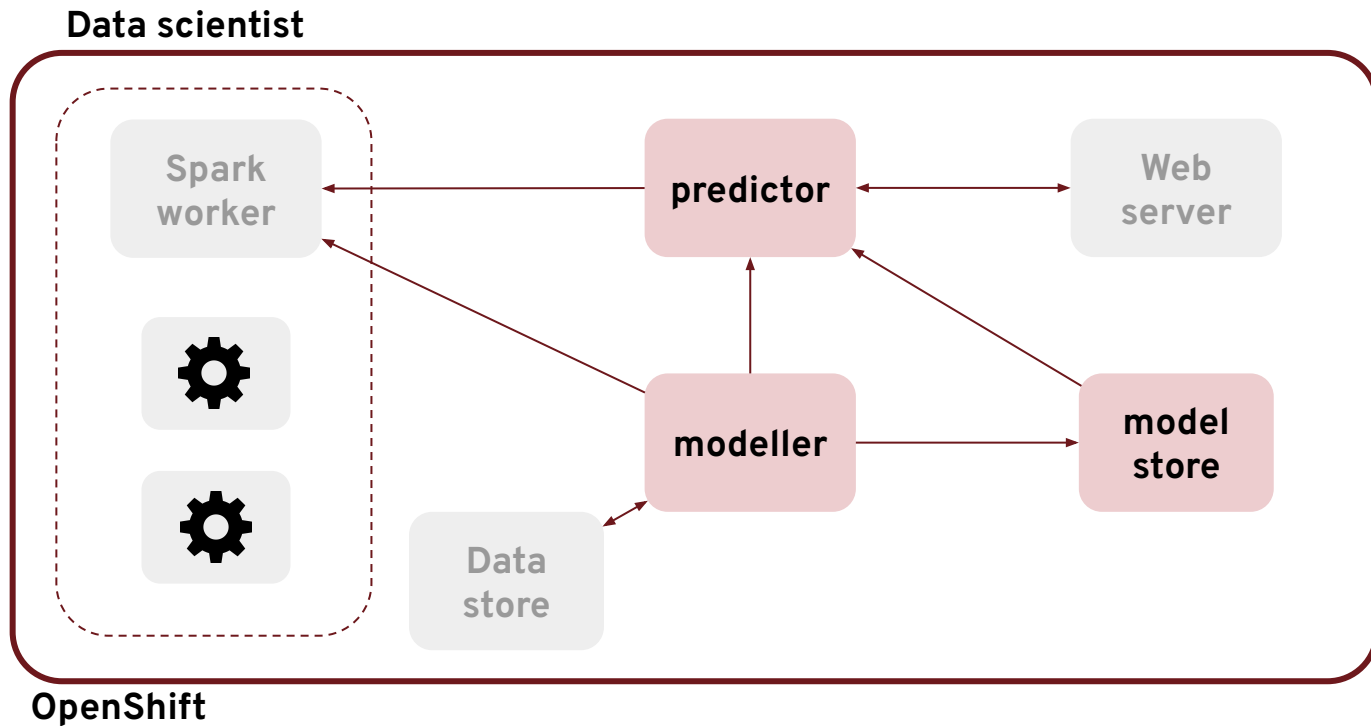 Data scientist
Spark
worker
predictor
Web
server
modeller
model
store
Data
store
OpenShift